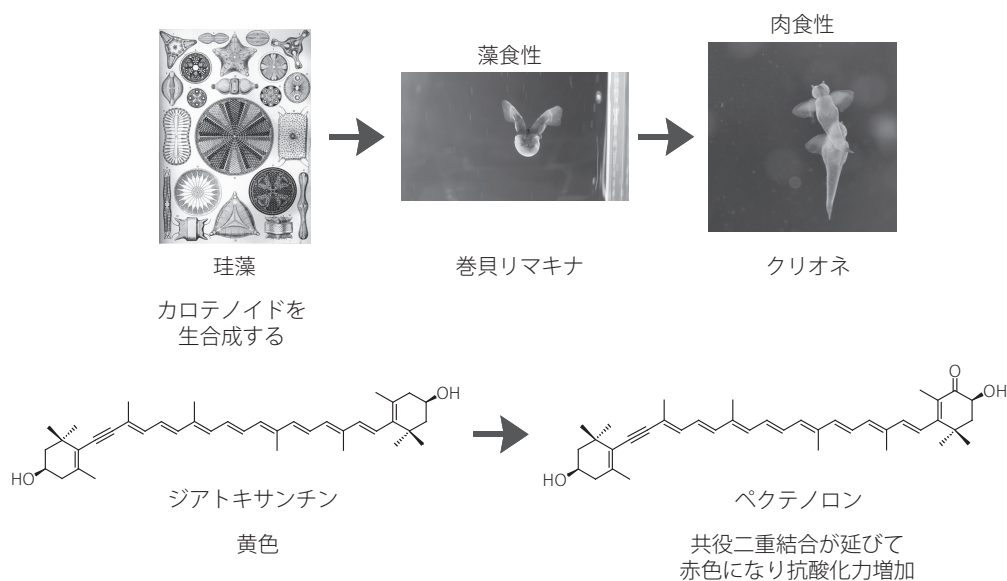 藻食性
肉食性
珪藻
巻貝リマキナ
クリオネ
カロテノイドを
生合成する
OH
HO
O
OH
HO
ジアトキサンチン
ペクテノロン
黄色
共役二重結合が延びて
赤色になり抗酸化力増加